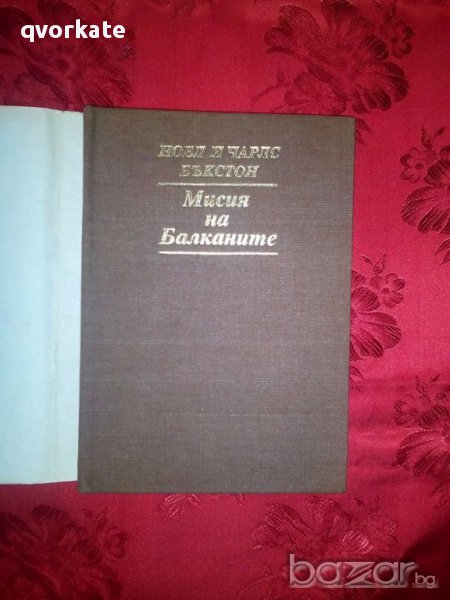 qvorkate
НОЕЛ И ЧАРЛС
БЪКСТОН
Мисия
на
Балканите
bazar.bg